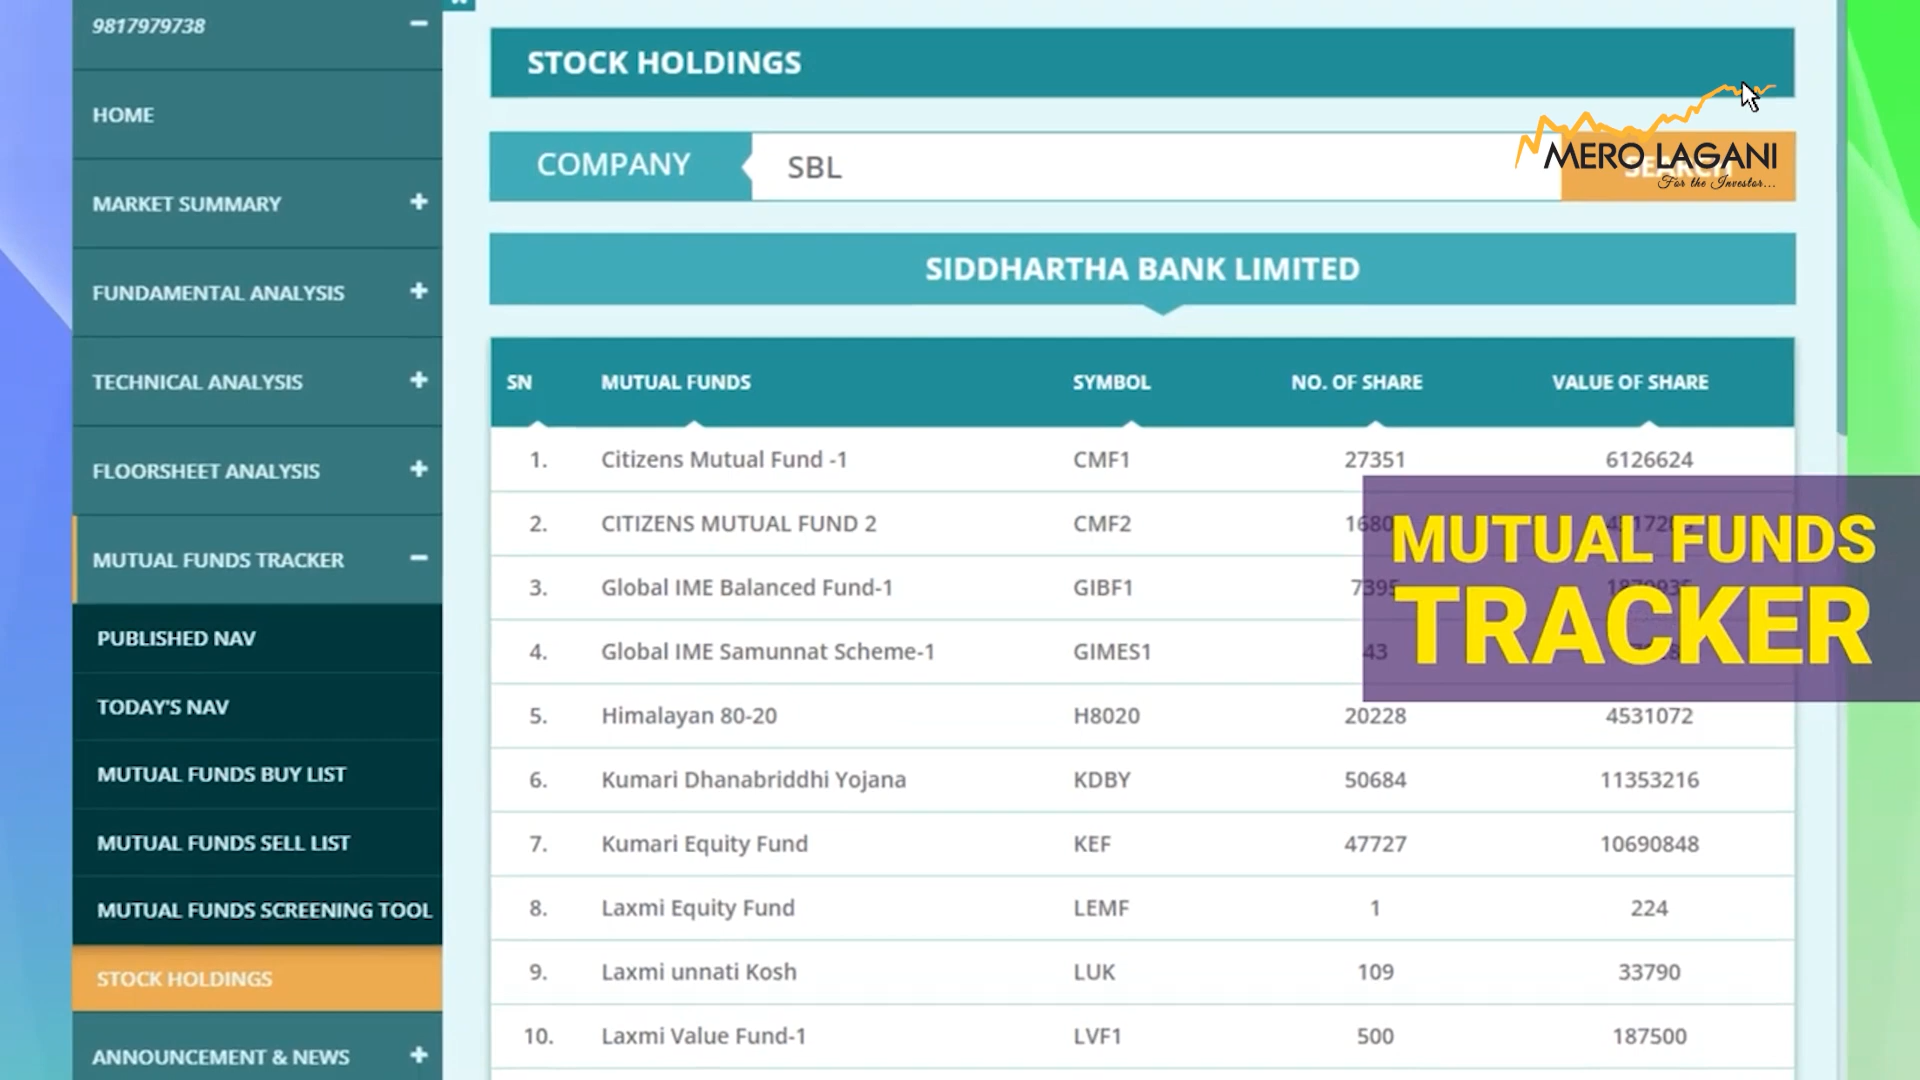 9817979738
HOME
MARKET SUMMARY
FUNDAMENTAL ANALYSIS
TECHNICAL ANALYSIS
FLOORSHEET ANALYSIS
MUTUAL FUNDS TRACKER
PUBLISHED NAV
TODAY'S NAV
MUTUAL FUNDS BUY LIST
MUTUAL FUNDS SELL LIST
MUTUAL FUNDS SCREENING TOOL
STOCK HOLDINGS
ANNOUNCEMENT & NEWS
STOCK HOLDINGS
COMPANY SBL SEARCH
MERO LAGANI
For the Investor...
SIDDHARTHA BANK LIMITED
SN MUTUAL FUNDS SYMBOL NO. OF SHARE VALUE OF SHARE
1. Citizens Mutual Fund -1 CMF1 27351 6126624
2. CITIZENS MUTUAL FUND 2 CMF2
3. Global IME Balanced Fund-1 GIBF1 7395
4. Global IME Samunnat Scheme-1 GIMES1 43
5. Himalayan 80-20 H8020 20228 4531072
6. Kumari Dhanabriddhi Yojana KDBY 50684 11353216
7. Kumari Equity Fund KEF 47727 10690848
8. Laxmi Equity Fund LEMF 1 224
9. Laxmi unnati Kosh LUK 109 33790
10. Laxmi Value Fund-1 LVF1 500 187500
MUTUAL FUNDS
TRACKER